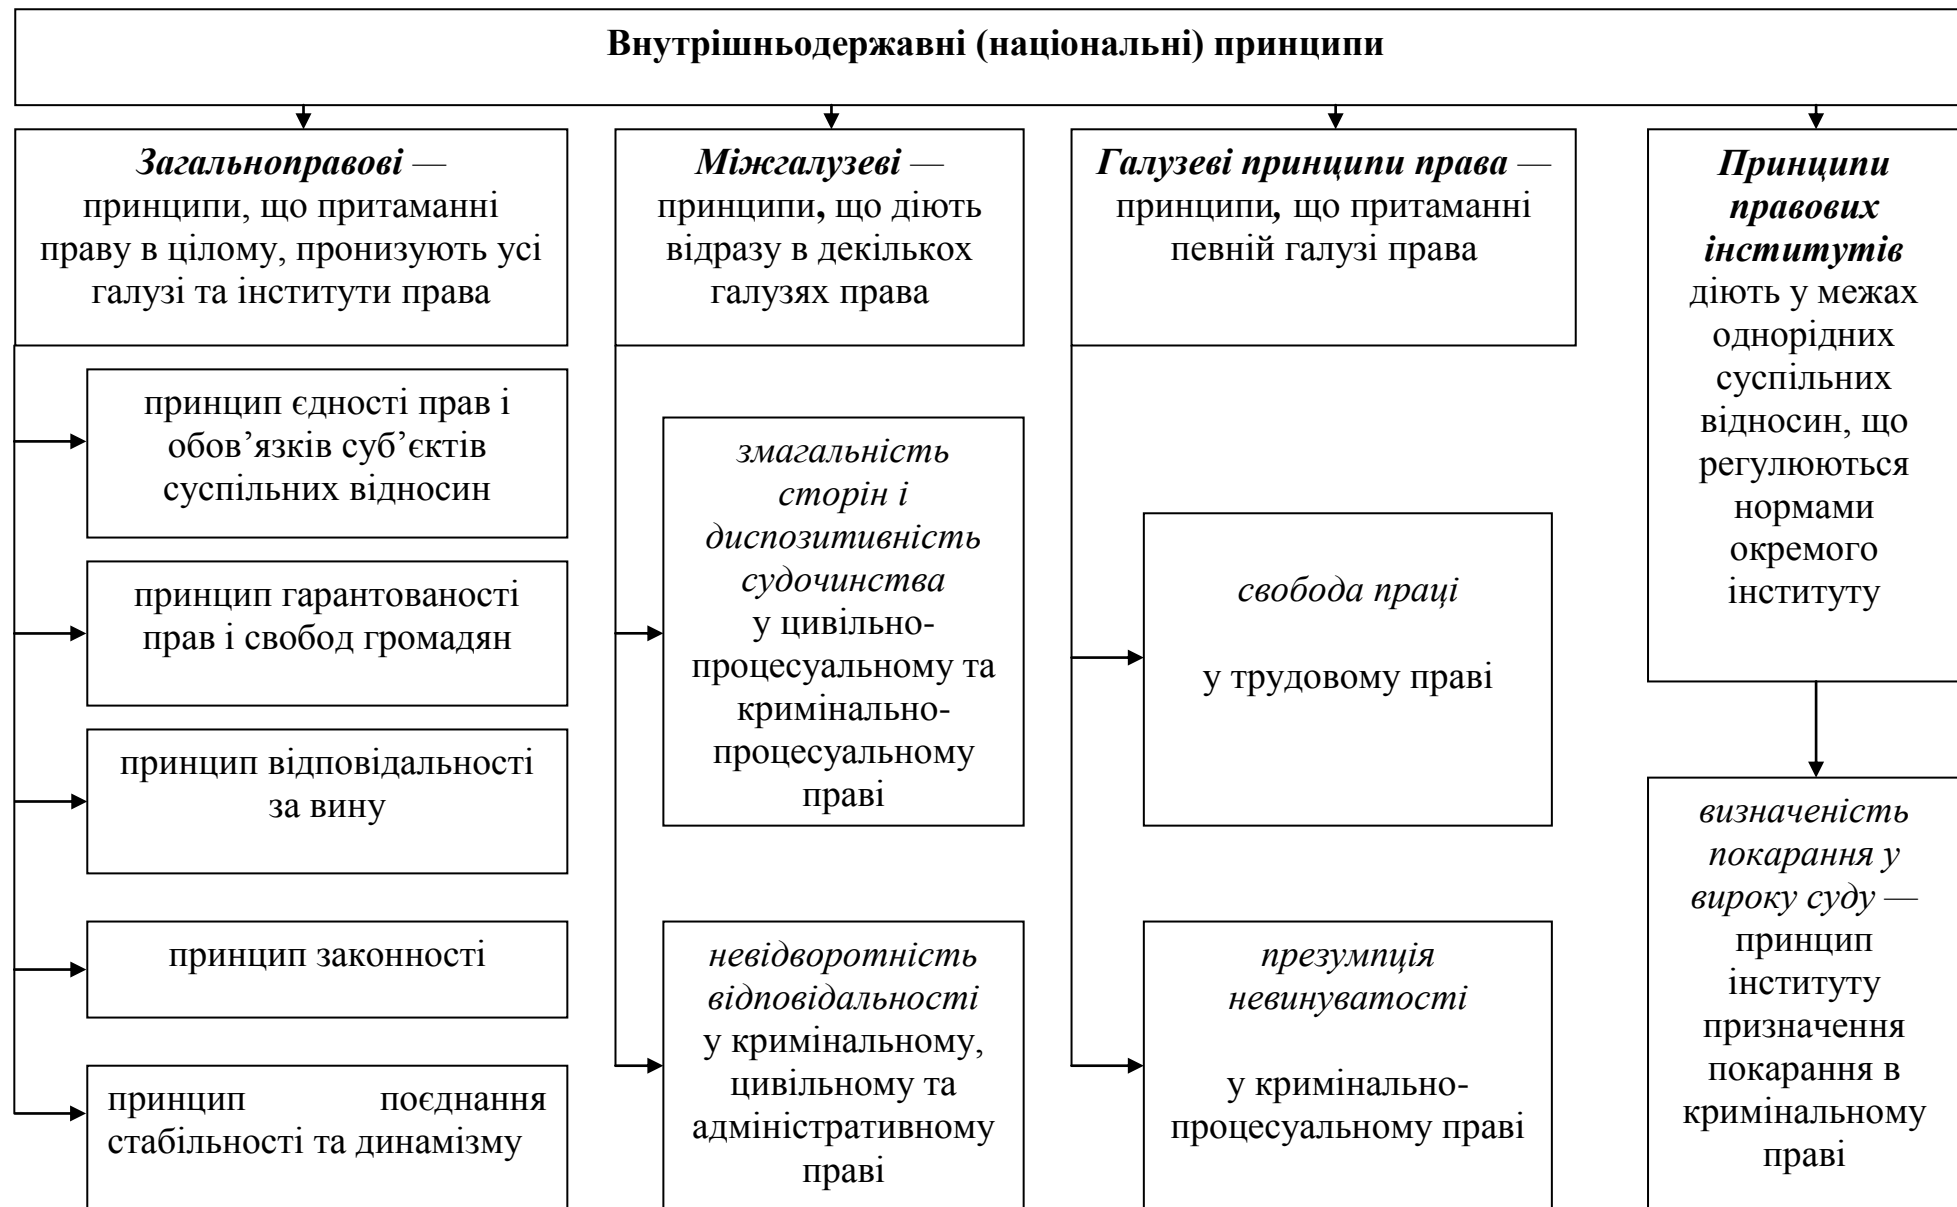 Внутрішньодержавні (національні) принципи
Загальноправові —
принципи, що притаманні
праву в цілому, пронизують усі
галузі та інститути права
принцип єдності прав і
обов’язків суб’єктів
суспільних відносин
принцип гарантованості
прав і свобод громадян
принцип відповідальності
за вину
принцип законності
принцип поєднання
стабільності та динамізму
Міжгалузеві —
принципи, що діють
відразу в декількох
галузях права
змагальність
сторін і
диспозитивність
судочинства
у цивільно-
процесуальному та
кримінально-
процесуальному
праві
невідворотність
відповідальності
у кримінальному,
цивільному та
адміністративному
праві
Галузеві принципи права —
принципи, що притаманні
певній галузі права
свобода праці
у трудовому праві
презумпція
невинуватості
у кримінально-
процесуальному праві
Принципи
правових
інститутів
діють у межах
однорідних
суспільних
відносин, що
регулюються
нормами
окремого
інституту
визначеність
покарання у
вироку суду —
принцип
інституту
призначення
покарання в
кримінальному
праві